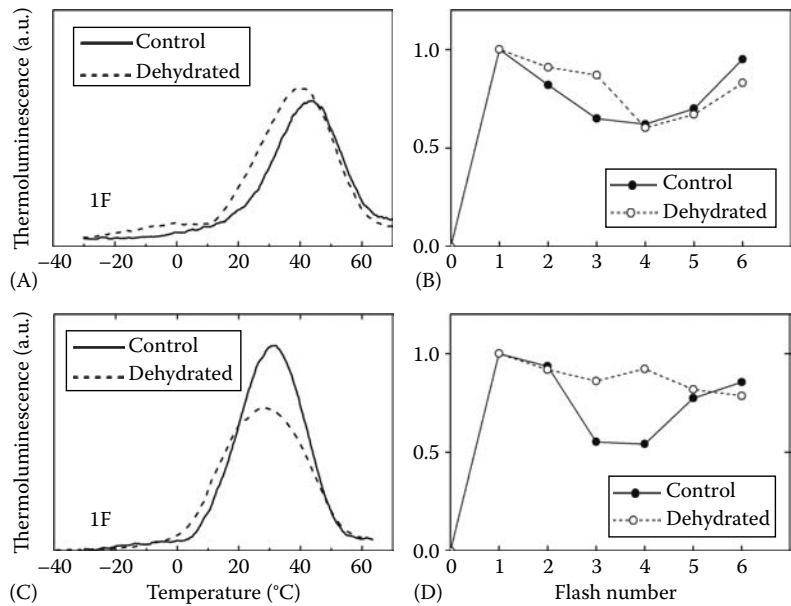 Thermoluminescence (a.u.)
Control
Dehydrated
1F
−40 −20 0 20 40 60
(A)
1.0
0.5
0.0
Control
Dehydrated
0 1 2 3 4 5 6
(B)
Thermoluminescence (a.u.)
Control
Dehydrated
1F
−40 −20 0 20 40 60
(C)
Temperature (°C)
1.0
0.5
0.0
Control
Dehydrated
0 1 2 3 4 5 6
(D)
Flash number